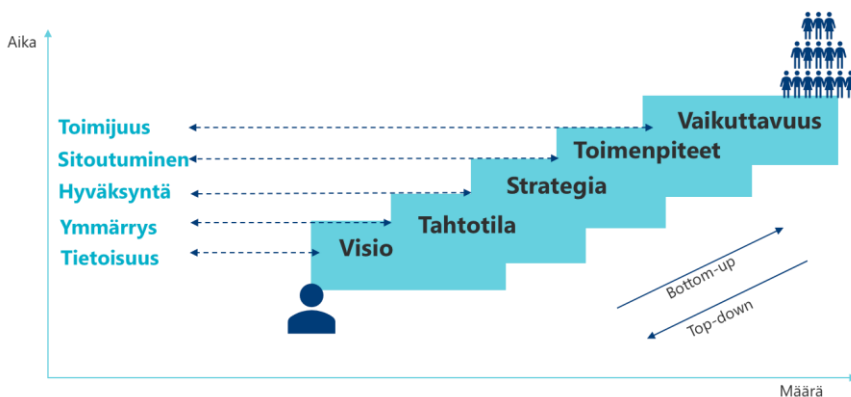 Aika
Toimijuus
Sitoutuminen
Hyväksyntä
Ymmärrys
Tietoisuus
Vaikuttavuus
Toimenpiteet
Strategia
Tahtotila
Visio
Bottom-up
Top-down
Määrä